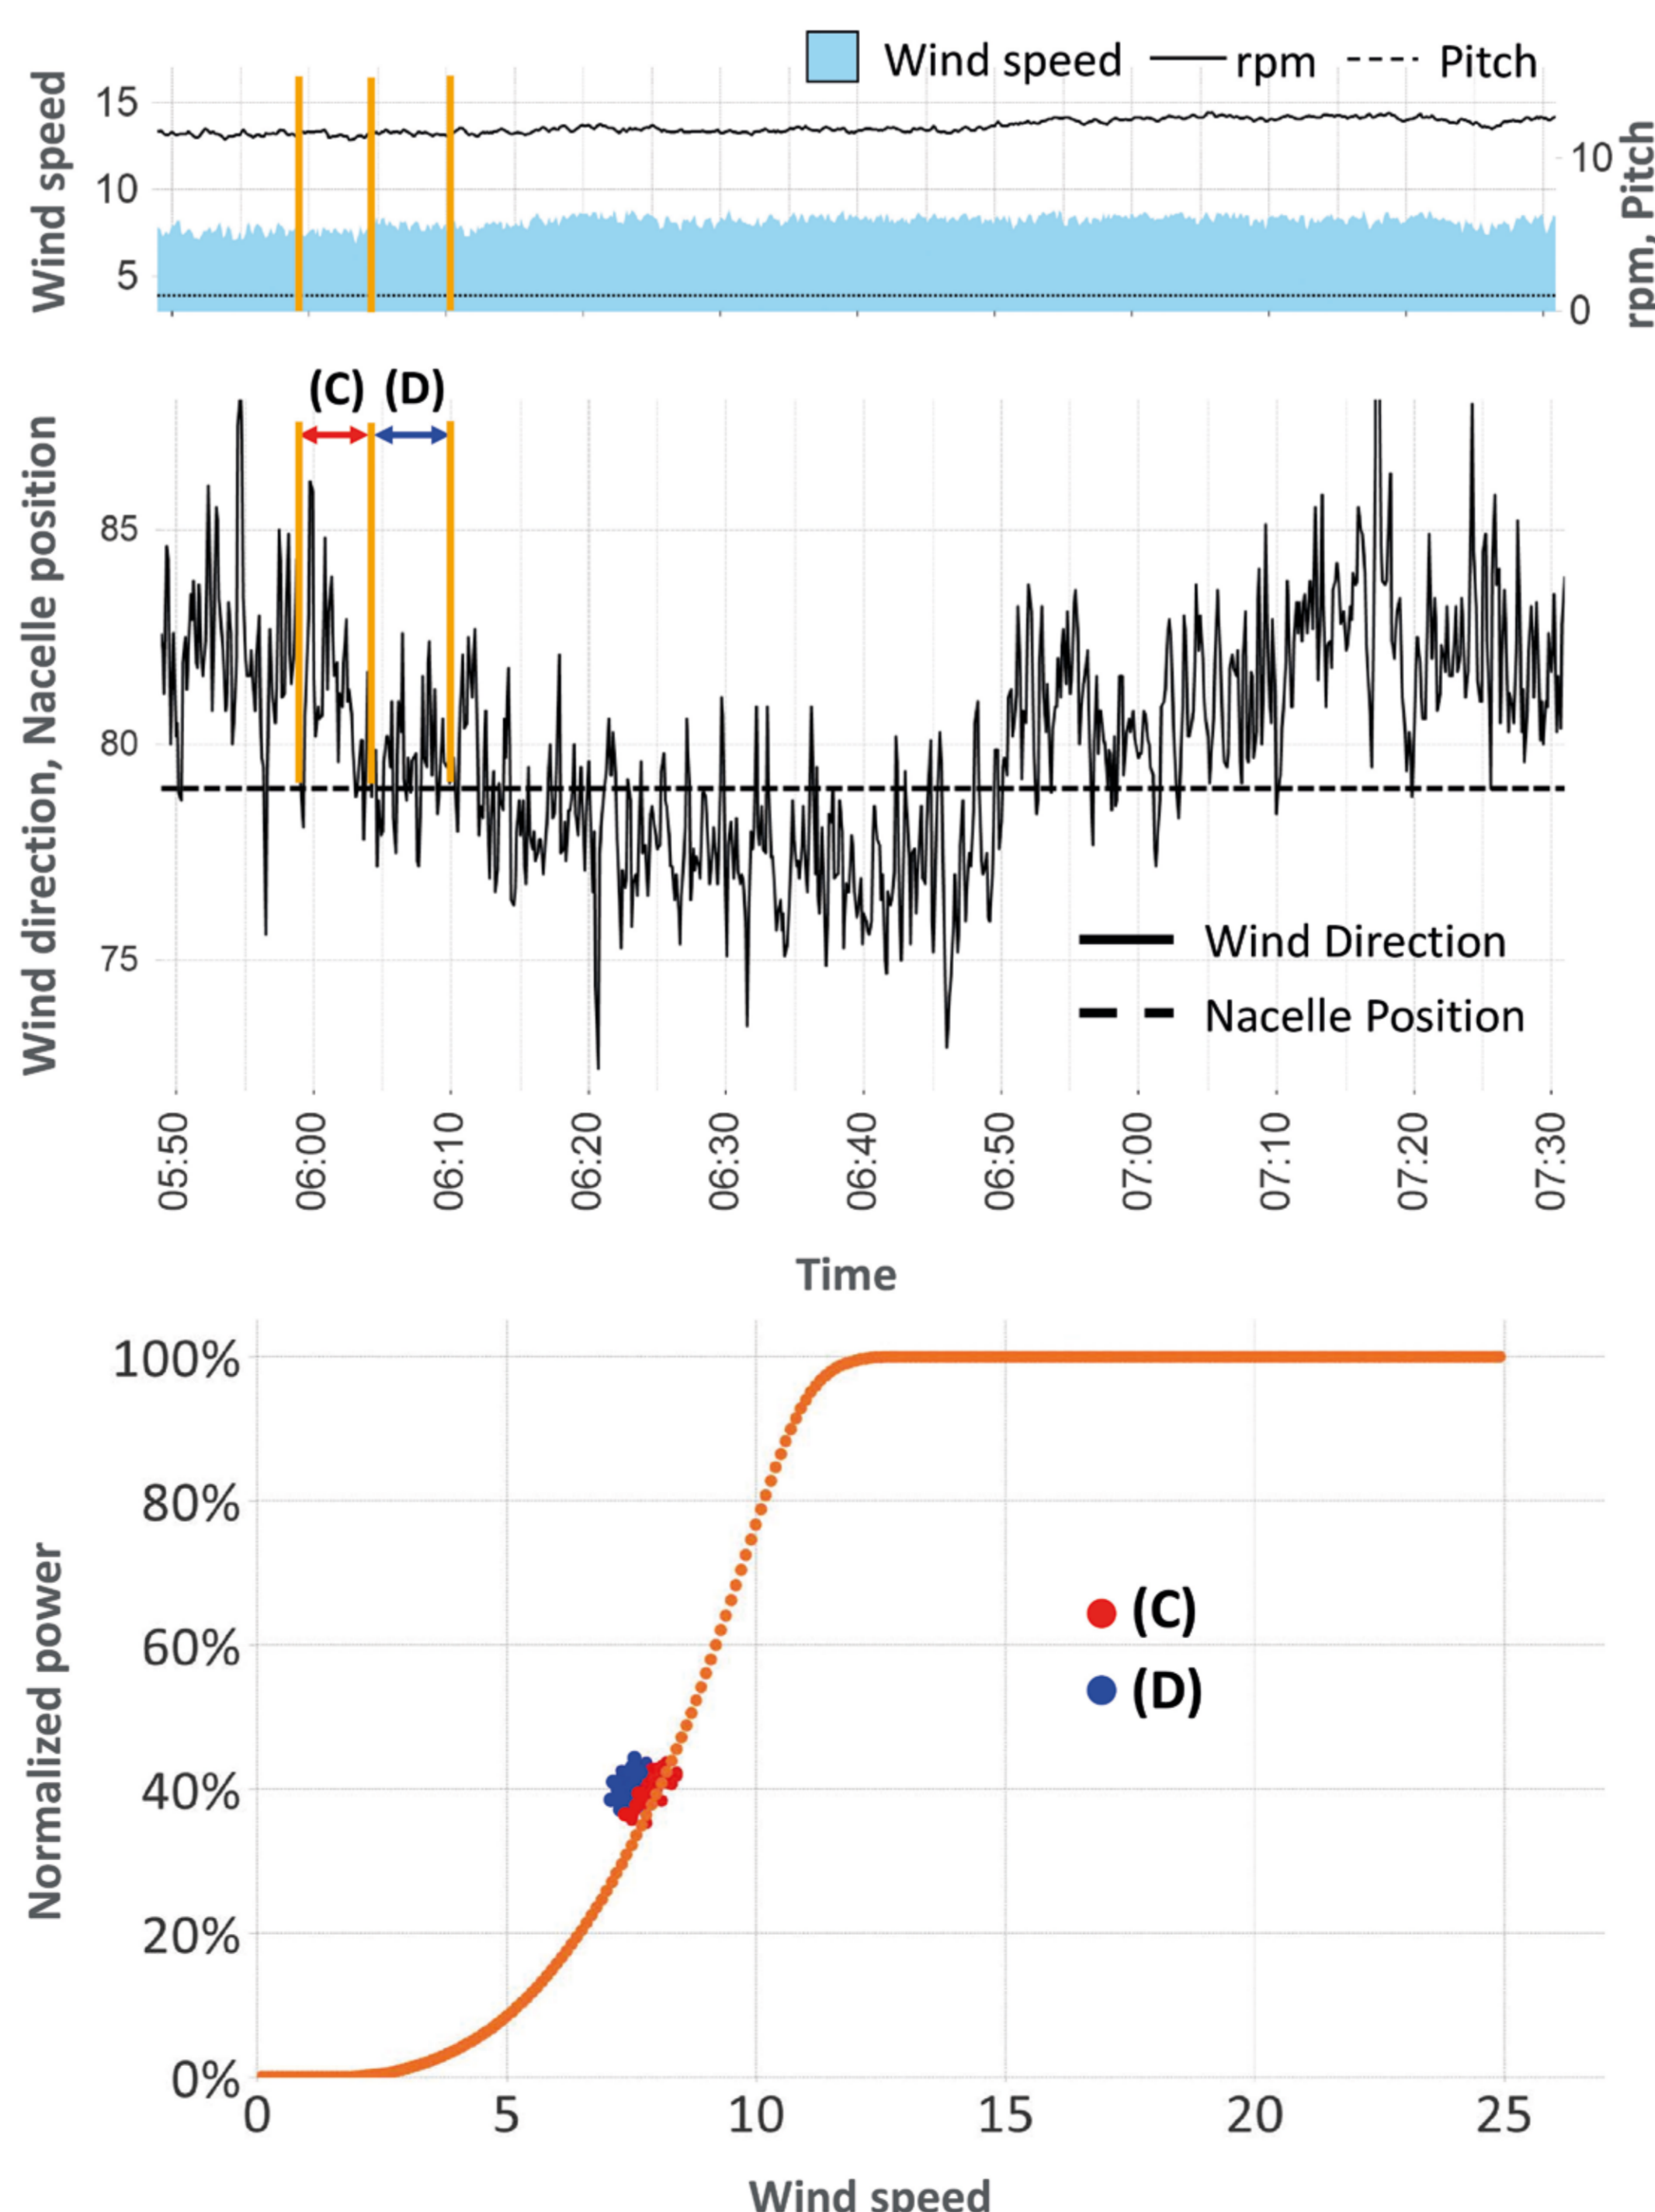 Wind speed rpm Pitch
Wind speed
15
10
5
10
0
rpm, Pitch
(C) (D)
Wind direction, Nacelle position
85
80
75
Wind Direction
Nacelle Position
05:50 06:00 06:10 06:20 06:30 06:40 06:50 07:00 07:10 07:20 07:30
Time
Normalized power
100%
80%
60%
40%
20%
0%
(C)
(D)
0 5 10 15 20 25
Wind speed